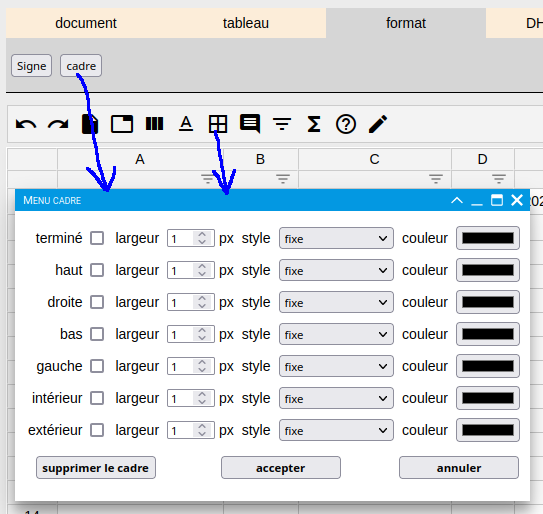 document tableau format DH
Signe cadre
A B C D
MENU CADRE
terminé largeur 1 px style fixe couleur
haut largeur 1 px style fixe couleur
droite largeur 1 px style fixe couleur
bas largeur 1 px style fixe couleur
gauche largeur 1 px style fixe couleur
intérieur largeur 1 px style fixe couleur
extérieur largeur 1 px style fixe couleur
supprimer le cadre accepter annuler